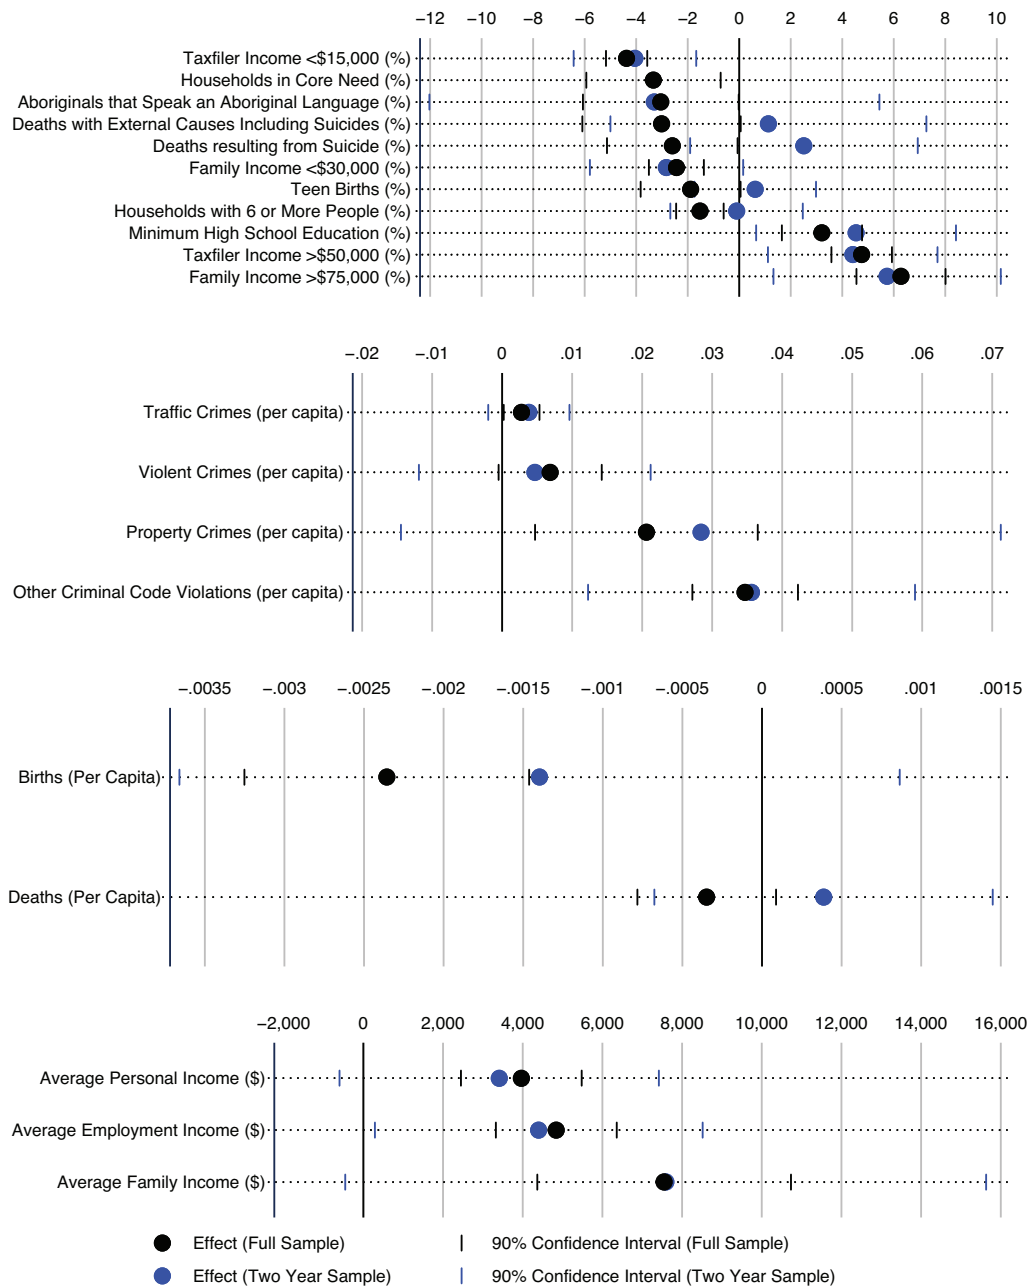 −12 −10 −8 −6 −4 −2 0 2 4 6 8 10
Taxfiler Income <$15,000 (%)
Households in Core Need (%)
Aboriginals that Speak an Aboriginal Language (%)
Deaths with External Causes Including Suicides (%)
Deaths resulting from Suicide (%)
Family Income <$30,000 (%)
Teen Births (%)
Households with 6 or More People (%)
Minimum High School Education (%)
Taxfiler Income >$50,000 (%)
Family Income >$75,000 (%)
−.02 −.01 0 .01 .02 .03 .04 .05 .06 .07
Traffic Crimes (per capita)
Violent Crimes (per capita)
Property Crimes (per capita)
Other Criminal Code Violations (per capita)
−.0035 −.003 −.0025 −.002 −.0015 −.001 −.0005 0 .0005 .001 .0015
Births (Per Capita)
Deaths (Per Capita)
−2,000 0 2,000 4,000 6,000 8,000 10,000 12,000 14,000 16,000
Average Personal Income ($)
Average Employment Income ($)
Average Family Income ($)
Effect (Full Sample) 90% Confidence Interval (Full Sample)
Effect (Two Year Sample) 90% Confidence Interval (Two Year Sample)